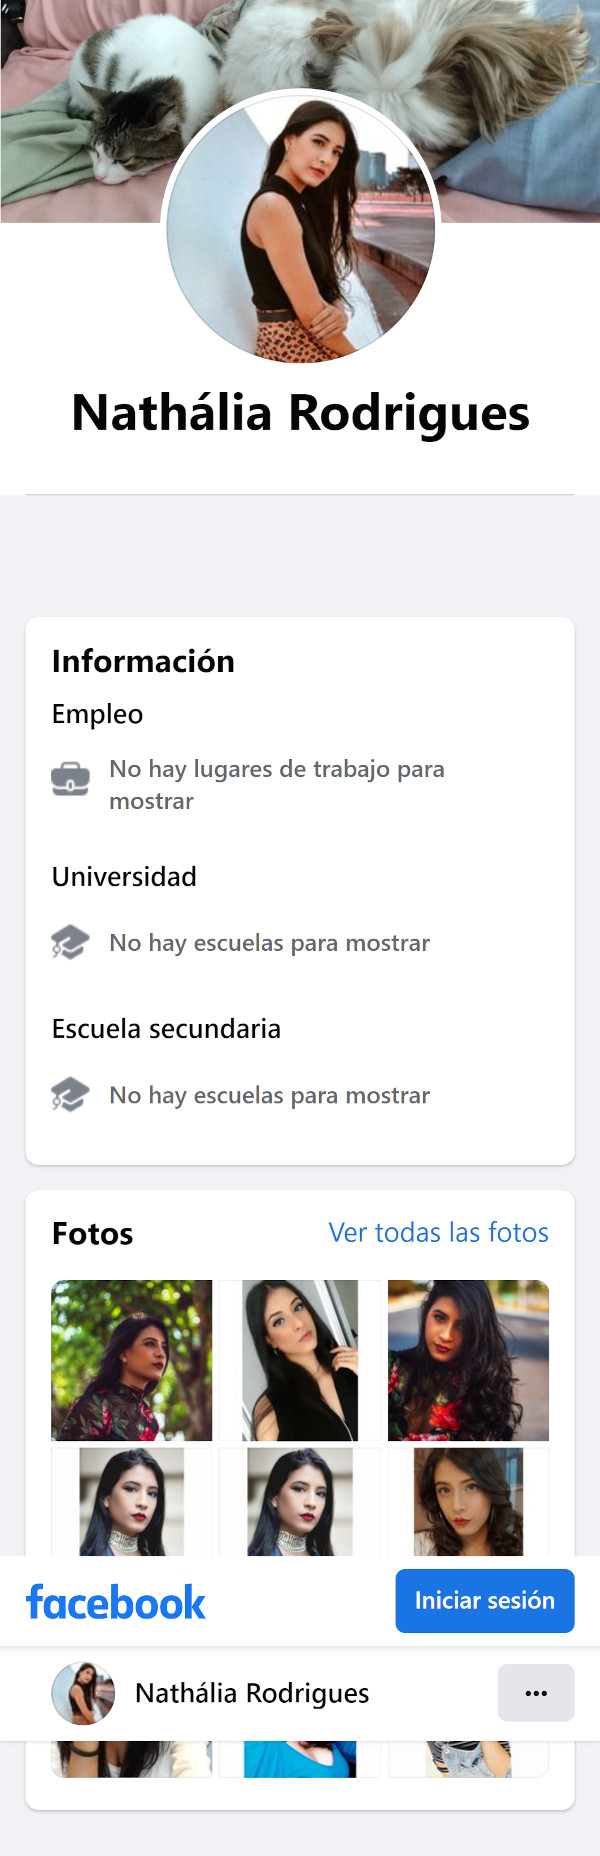 Nathália Rodrigues
Información
Empleo
No hay lugares de trabajo para
mostrar
Universidad
No hay escuelas para mostrar
Escuela secundaria
No hay escuelas para mostrar
Fotos
Ver todas las fotos
facebook
Iniciar sesión
Nathália Rodrigues